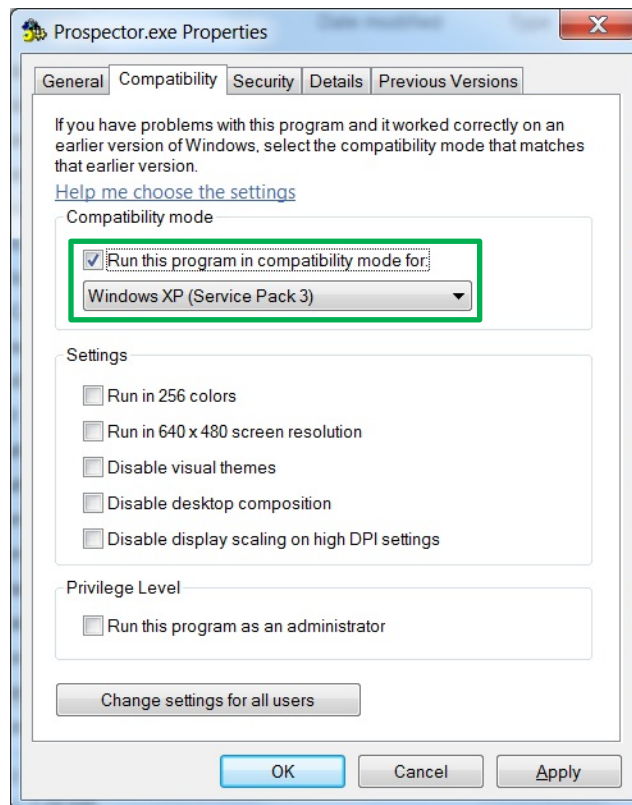 Prospector.exe Properties
Date modified
Type
General Compatibility Security Details Previous Versions
If you have problems with this program and it worked correctly on an
earlier version of Windows, select the compatibility mode that matches
that earlier version.
Help me choose the settings
Compatibility mode
Run this program in compatibility mode for:
Windows XP (Service Pack 3)
Settings
Run in 256 colors
Run in 640 x 480 screen resolution
Disable visual themes
Disable desktop composition
Disable display scaling on high DPI settings
Privilege Level
Run this program as an administrator
Change settings for all users
OK Cancel Apply